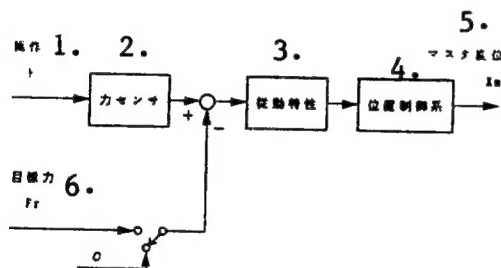 5.
操作 1.
2.
3.
マスタ変位
4.
Xm
力センサ
従動特性
位置制御系
+
−
目標力 6.
Fr
0